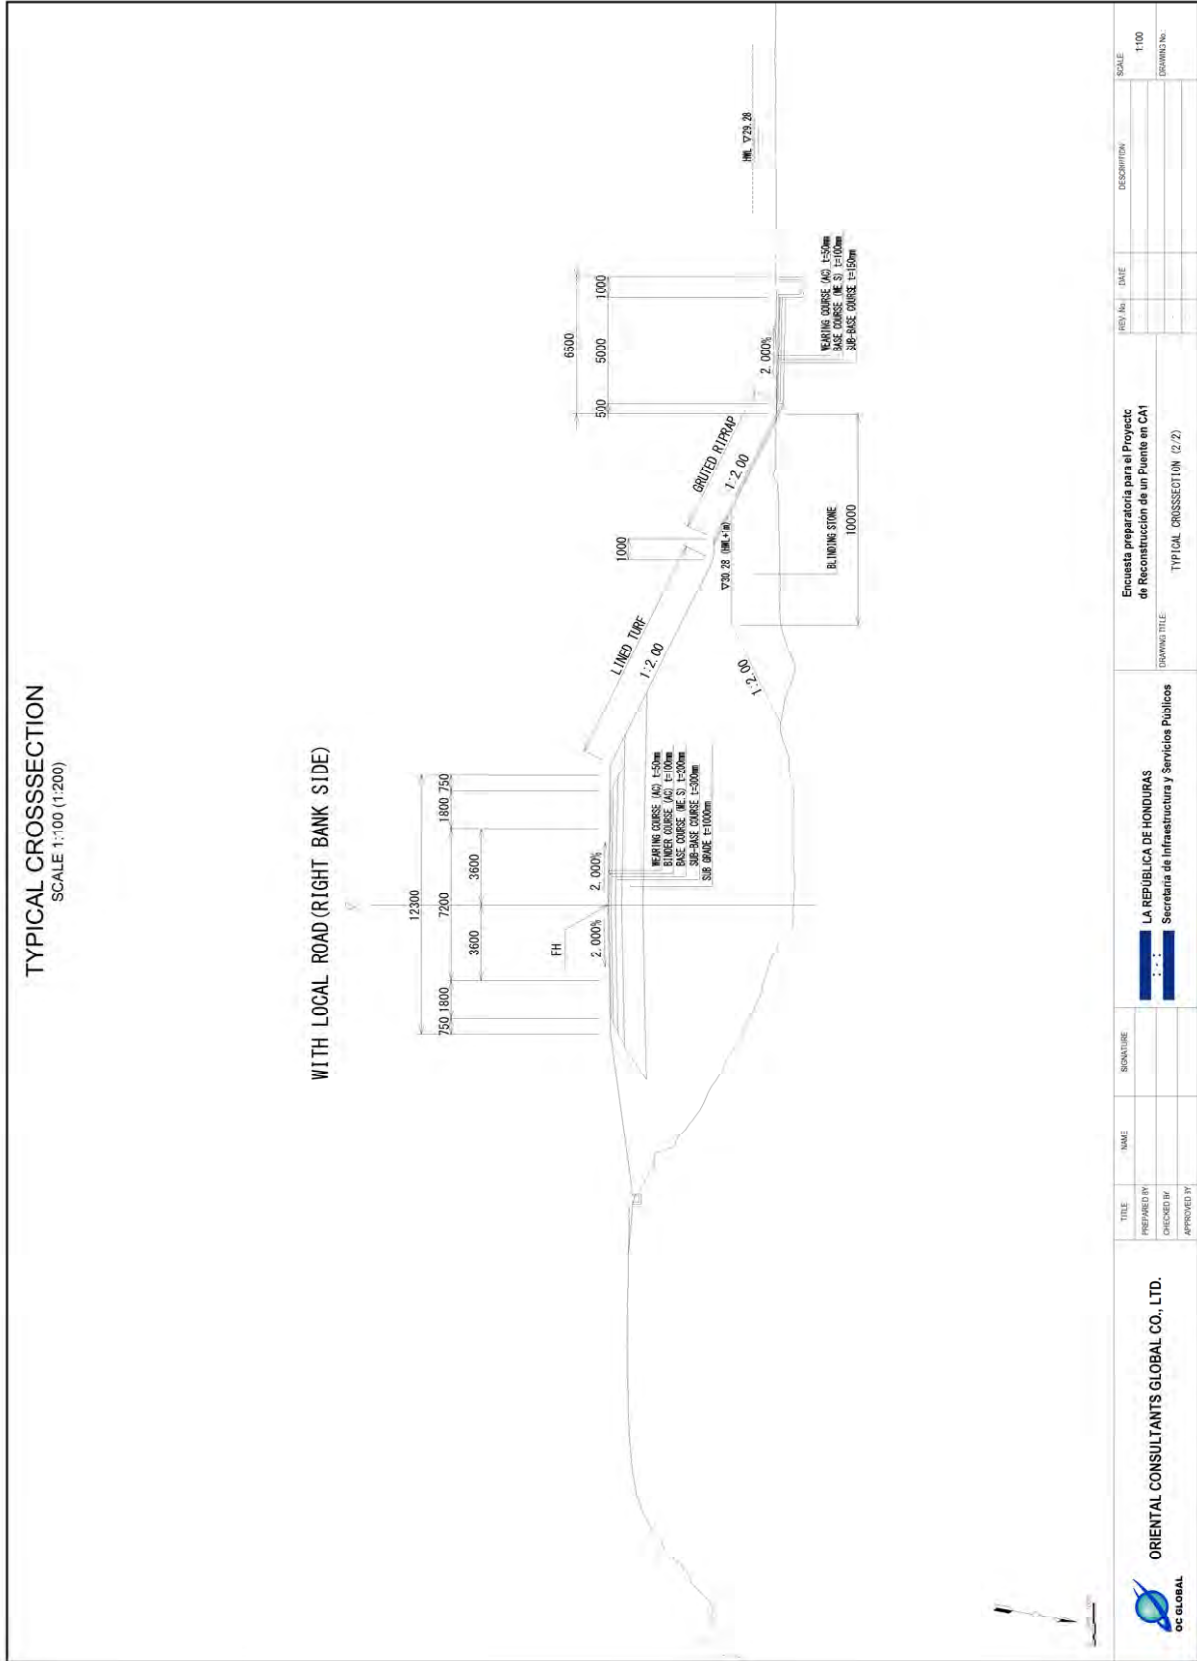 TYPICAL CROSSSECTION
SCALE 1:100 (1:200)
WITH LOCAL ROAD(RIGHT BANK SIDE)
12300
750 1800 7200 1800 750
3600 3600
FH
2.000% 2.000%
WEARING COURSE (AC) t=50mm
BINDER COURSE (AC) t=100mm
BASE COURSE (ME.S) t=200mm
SUB-BASE COURSE t=300mm
SUB GRADE t=1000mm
LINED TURF
1:2.00
1:2.00
1000
▽30.28 (HWL+1m)
GRUTED RIPRAP
1:2.00
BLINDING STONE
10000
6500
500 5000 1000
2.000%
WEARING COURSE (AC) t=50mm
BASE COURSE (ME.S) t=100mm
SUB-BASE COURSE t=150mm
HWL ▽29.28
OC GLOBAL
ORIENTAL CONSULTANTS GLOBAL CO., LTD.
TITLE NAME SIGNATURE
PREPARED BY
CHECKED BY
APPROVED BY
LA REPÚBLICA DE HONDURAS
Secretaría de Infraestructura y Servicios Públicos
Encuesta preparatoria para el Proyecto
de Reconstrucción de un Puente en CA1
DRAWING TITLE:
TYPICAL CROSSSECTION (2/2)
REV.No. DATE DESCRIPTION
SCALE:
1:100
DRAWING No.: